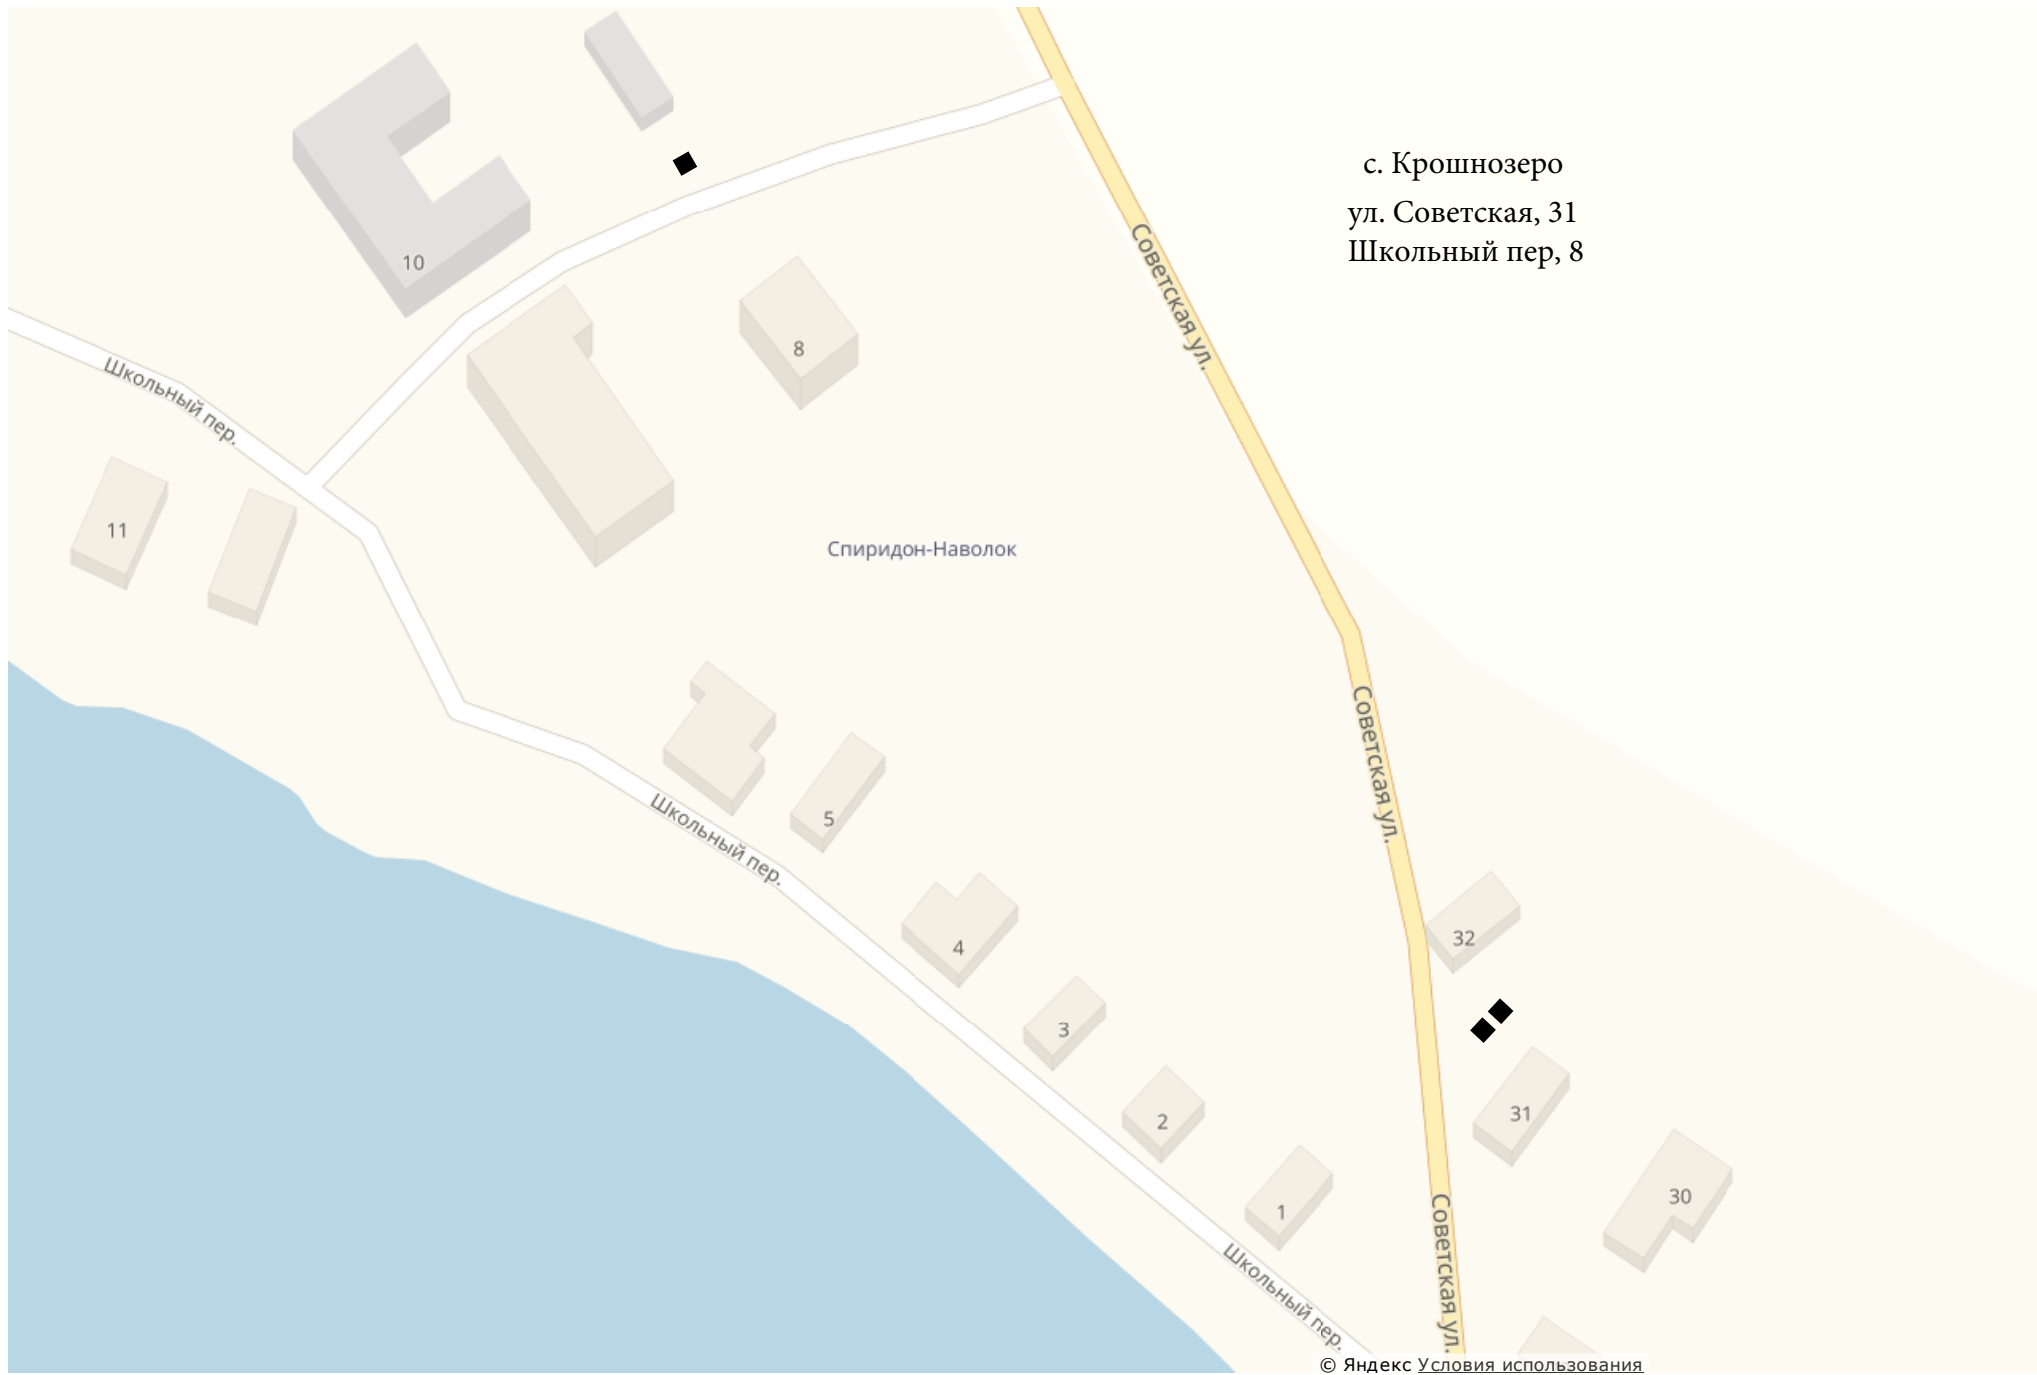 с. Крошнозеро
ул. Советская, 31
Школьный пер, 8
10
8
Советская ул.
Школьный пер.
11
Спиридон-Наволок
Советская ул.
5
Школьный пер.
4
32
3
2
31
1
30
Советская ул.
Школьный пер.
© Яндекс Условия использования